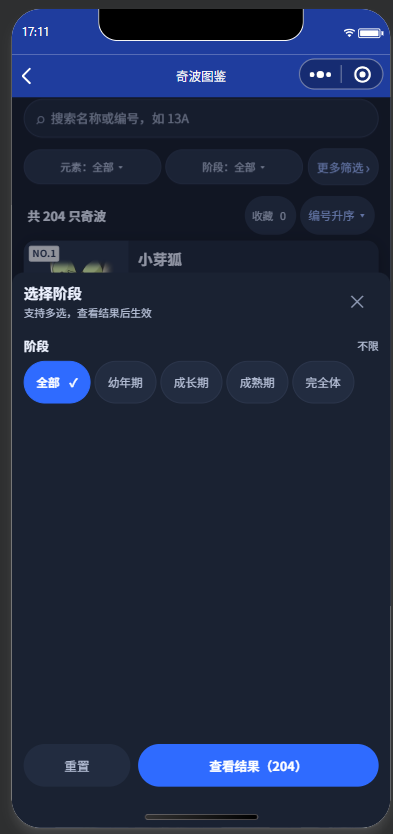 17:11
奇波图鉴
搜索名称或编号，如 13A
元素：全部
阶段：全部
更多筛选 ›
共 204 只奇波
收藏 0
编号升序
NO.1
小芽狐
选择阶段
支持多选，查看结果后生效
阶段
不限
全部 ✓
幼年期
成长期
成熟期
完全体
重置
查看结果（204）